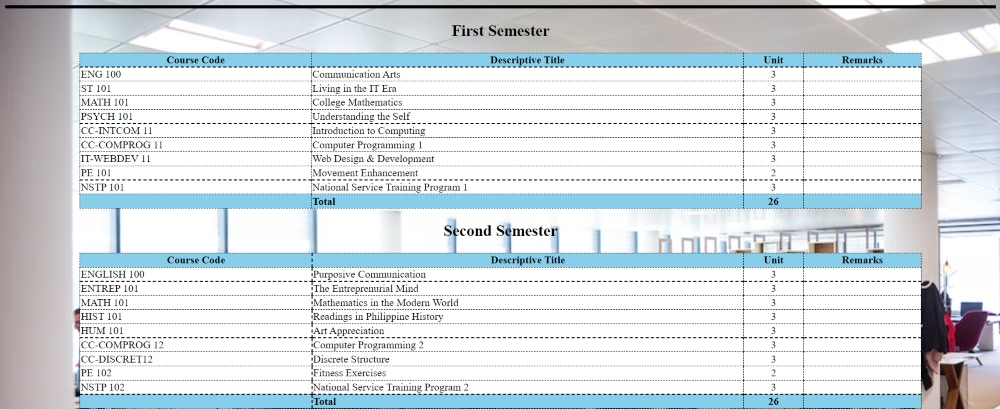 First Semester
Course Code Descriptive Title Unit Remarks
ENG 100 Communication Arts 3
ST 101 Living in the IT Era 3
MATH 101 College Mathematics 3
PSYCH 101 Understanding the Self 3
CC-INTCOM 11 Introduction to Computing 3
CC-COMPROG 11 Computer Programming 1 3
IT-WEBDEV 11 Web Design & Development 3
PE 101 Movement Enhancement 2
NSTP 101 National Service Training Program 1 3
Total 26
Second Semester
Course Code Descriptive Title Unit Remarks
ENGLISH 100 Purposive Communication 3
ENTREP 101 The Entreprenurial Mind 3
MATH 101 Mathematics in the Modern World 3
HIST 101 Readings in Philippine History 3
HUM 101 Art Appreciation 3
CC-COMPROG 12 Computer Programming 2 3
CC-DISCRET12 Discrete Structure 3
PE 102 Fitness Exercises 2
NSTP 102 National Service Training Program 2 3
Total 26